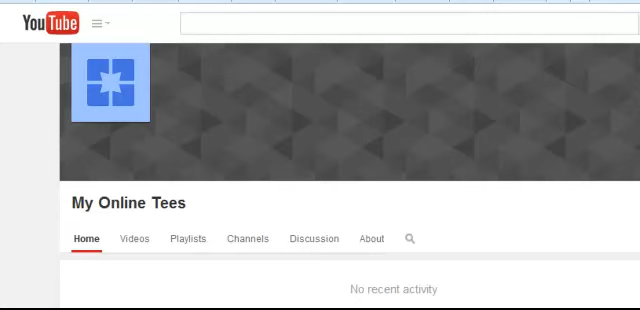 YouTube
My Online Tees
Home Videos Playlists Channels Discussion About
No recent activity